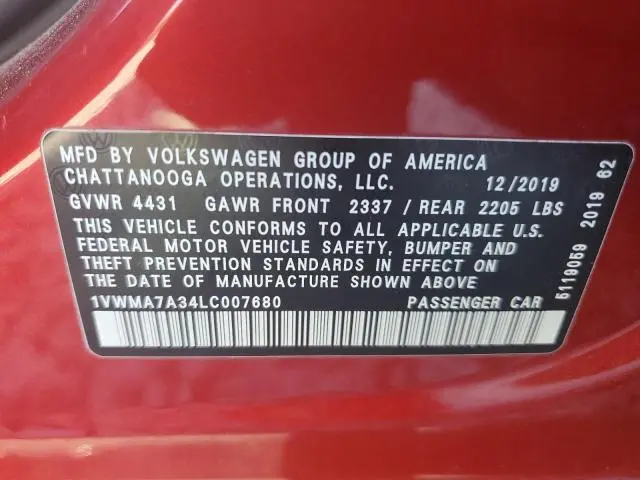 MFD BY VOLKSWAGEN GROUP OF AMERICA
CHATTANOOGA OPERATIONS, LLC. 12/2019
GVWR 4431 GAWR FRONT 2337 / REAR 2205 LBS
THIS VEHICLE CONFORMS TO ALL APPLICABLE U.S.
FEDERAL MOTOR VEHICLE SAFETY, BUMPER AND
THEFT PREVENTION STANDARDS IN EFFECT ON
THE DATE OF MANUFACTURE SHOWN ABOVE
1VWMA7A34LC007680 PASSENGER CAR
5119059 2019 62